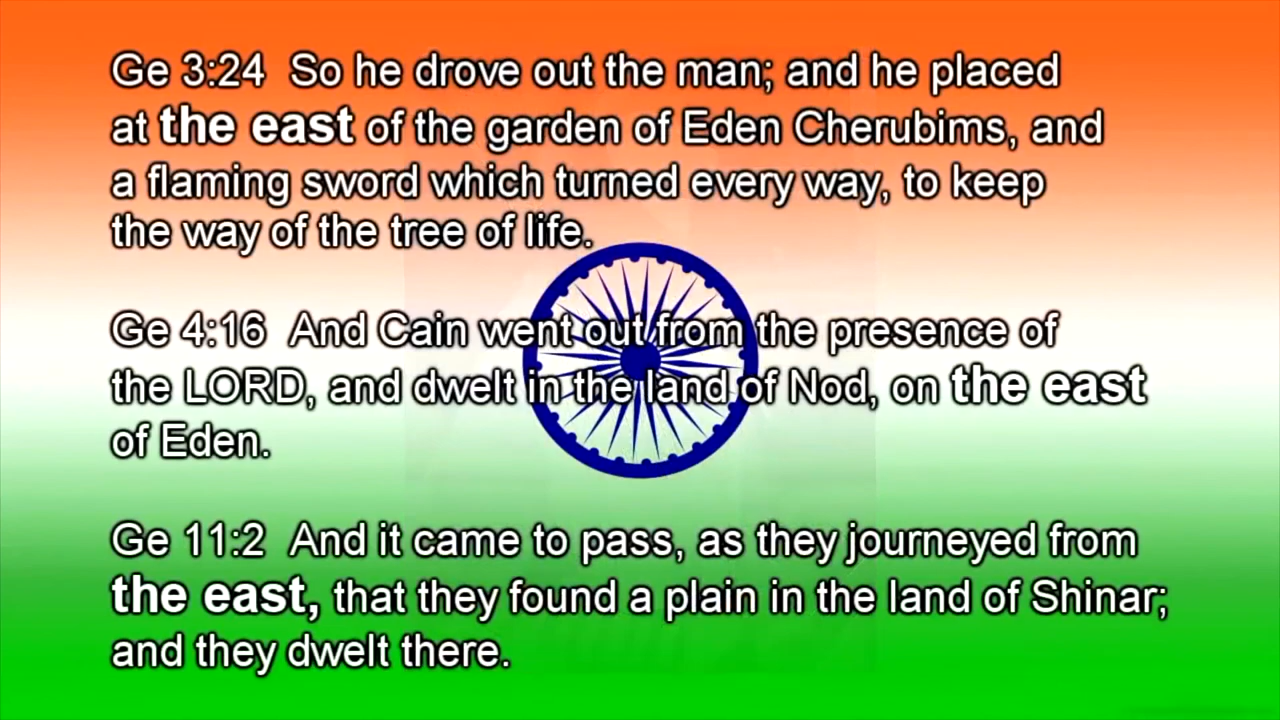 Ge 3:24 So he drove out the man; and he placed
at the east of the garden of Eden Cherubims, and
a flaming sword which turned every way, to keep
the way of the tree of life.
Ge 4:16 And Cain went out from the presence of
the LORD, and dwelt in the land of Nod, on the east
of Eden.
Ge 11:2 And it came to pass, as they journeyed from
the east, that they found a plain in the land of Shinar;
and they dwelt there.